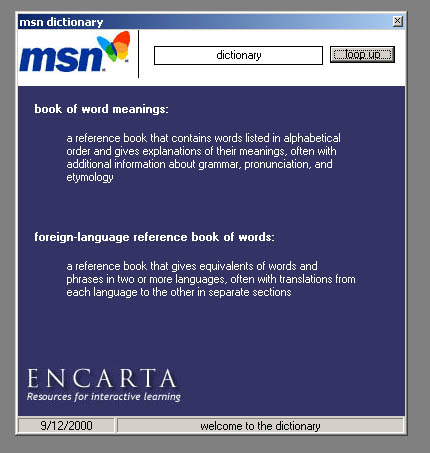 msn dictionary
msn
dictionary
loop up
book of word meanings:
a reference book that contains words listed in alphabetical
order and gives explanations of their meanings, often with
additional information about grammar, pronunciation, and
etymology
foreign-language reference book of words:
a reference book that gives equivalents of words and
phrases in two or more languages, often with translations from
each language to the other in separate sections
ENCARTA
Resources for interactive learning
9/12/2000
welcome to the dictionary